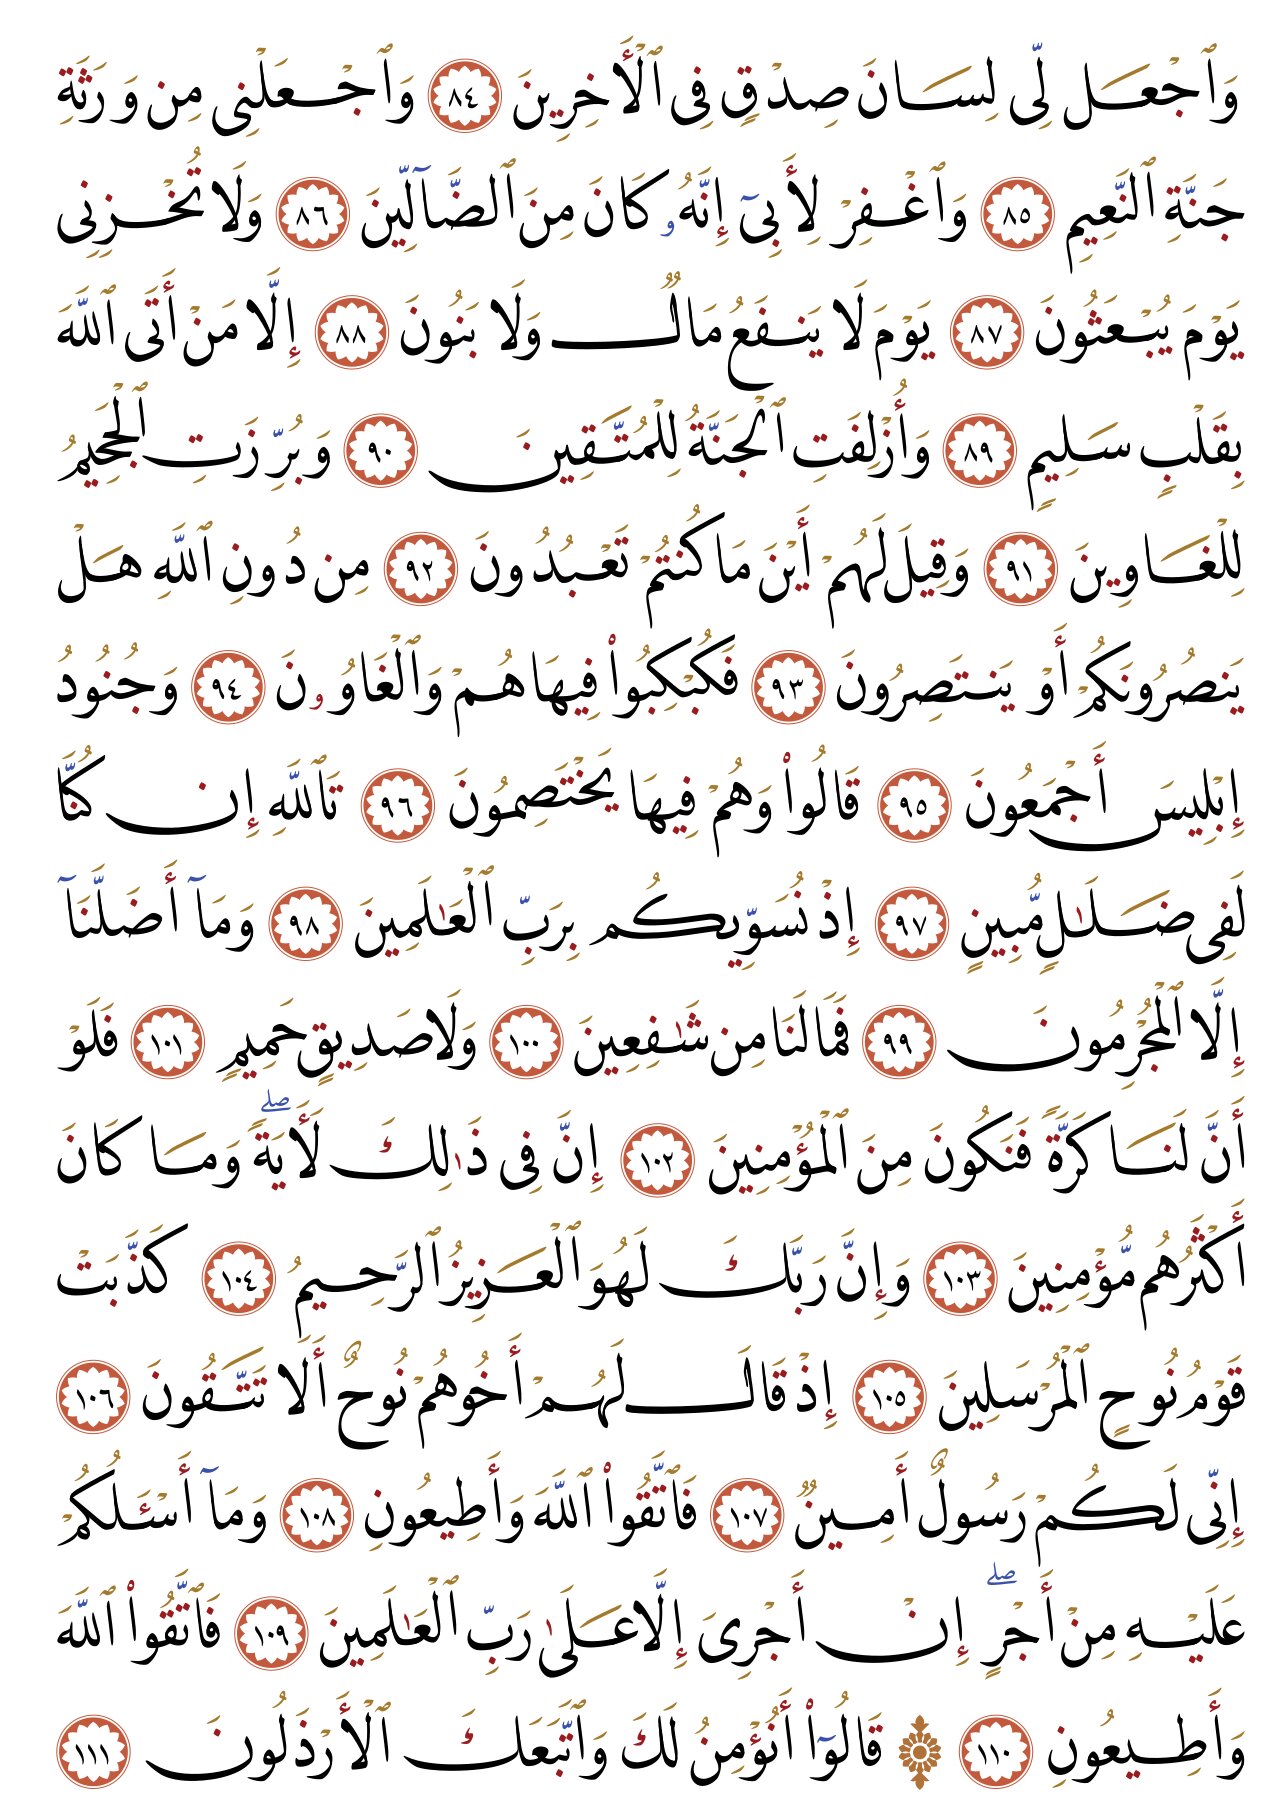 وَٱجْعَل لِّى لِسَانَ صِدْقٍ فِى ٱلْأَخِرِينَ ٨٤ وَٱجْعَلْنِى مِن وَرَثَةِ
جَنَّةِ ٱلنَّعِيمِ ٨٥ وَٱغْفِرْ لِأَبِىٓ إِنَّهُۥ كَانَ مِنَ ٱلضَّآلِّينَ ٨٦ وَلَا تُخْزِنِى
يَوْمَ يُبْعَثُونَ ٨٧ يَوْمَ لَا يَنفَعُ مَالٌ وَلَا بَنُونَ ٨٨ إِلَّا مَنْ أَتَى ٱللَّهَ
بِقَلْبٍ سَلِيمٍ ٨٩ وَأُزْلِفَتِ ٱلْجَنَّةُ لِلْمُتَّقِينَ ٩٠ وَبُرِّزَتِ ٱلْجَحِيمُ
لِلْغَاوِينَ ٩١ وَقِيلَ لَهُمْ أَيْنَ مَا كُنتُمْ تَعْبُدُونَ ٩٢ مِن دُونِ ٱللَّهِ هَلْ
يَنصُرُونَكُمْ أَوْ يَنتَصِرُونَ ٩٣ فَكُبْكِبُوا۟ فِيهَا هُمْ وَٱلْغَاوُۥنَ ٩٤ وَجُنُودُ
إِبْلِيسَ أَجْمَعُونَ ٩٥ قَالُوا۟ وَهُمْ فِيهَا يَخْتَصِمُونَ ٩٦ تَٱللَّهِ إِن كُنَّا
لَفِى ضَلَـٰلٍ مُّبِينٍ ٩٧ إِذْ نُسَوِّيكُم بِرَبِّ ٱلْعَـٰلَمِينَ ٩٨ وَمَآ أَضَلَّنَآ
إِلَّا ٱلْمُجْرِمُونَ ٩٩ فَمَا لَنَا مِن شَـٰفِعِينَ ١٠٠ وَلَا صَدِيقٍ حَمِيمٍ ١٠١ فَلَوْ
أَنَّ لَنَا كَرَّةً فَنَكُونَ مِنَ ٱلْمُؤْمِنِينَ ١٠٢ إِنَّ فِى ذَٰلِكَ لَأَيَةً ۖ وَمَا كَانَ
أَكْثَرُهُم مُّؤْمِنِينَ ١٠٣ وَإِنَّ رَبَّكَ لَهُوَ ٱلْعَزِيزُ ٱلرَّحِيمُ ١٠٤ كَذَّبَتْ
قَوْمُ نُوحٍ ٱلْمُرْسَلِينَ ١٠٥ إِذْ قَالَ لَهُمْ أَخُوهُمْ نُوحٌ أَلَا تَتَّقُونَ ١٠٦
إِنِّى لَكُمْ رَسُولٌ أَمِينٌ ١٠٧ فَٱتَّقُوا۟ ٱللَّهَ وَأَطِيعُونِ ١٠٨ وَمَآ أَسْـَٔلُكُمْ
عَلَيْهِ مِنْ أَجْرٍ ۖ إِنْ أَجْرِىَ إِلَّا عَلَىٰ رَبِّ ٱلْعَـٰلَمِينَ ١٠٩ فَٱتَّقُوا۟ ٱللَّهَ
وَأَطِيعُونِ ١١٠ ۞ قَالُوٓا۟ أَنُؤْمِنُ لَكَ وَٱتَّبَعَكَ ٱلْأَرْذَلُونَ ١١١